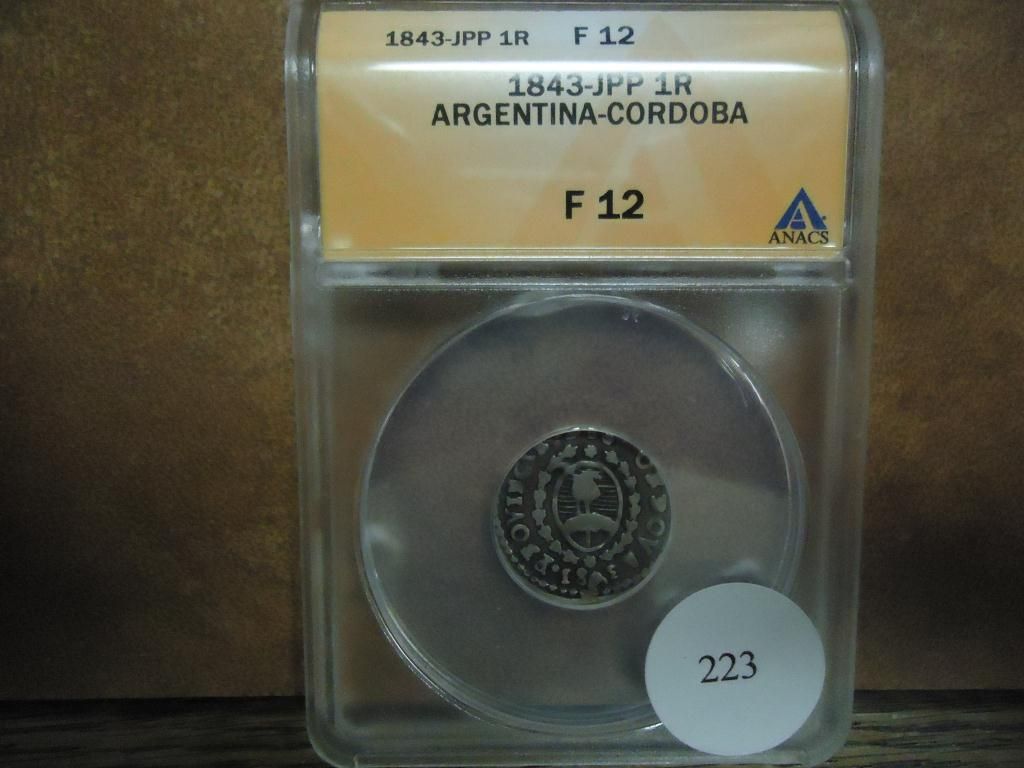 1843-JPP 1R F 12
1843-JPP 1R
ARGENTINA-CORDOBA
F 12
ANACS
223